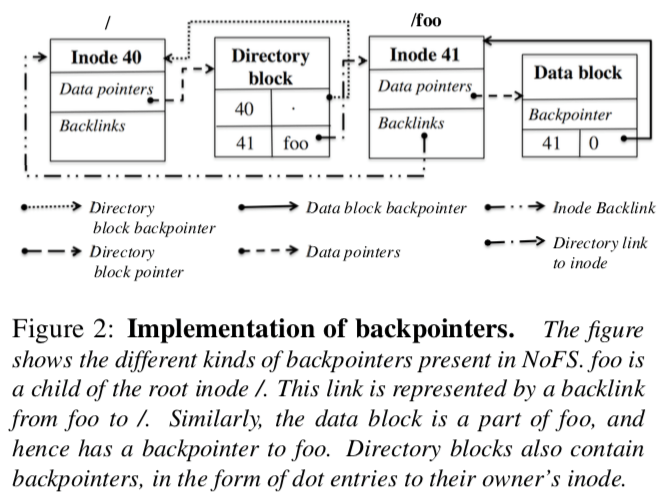 /
/foo
Inode 40
Data pointers
Backlinks
Directory
block
40 .
41 foo
Inode 41
Data pointers
Backlinks
Data block
Backpointer
41 0
Directory
block backpointer
Data block backpointer
Inode Backlink
Directory
block pointer
Data pointers
Directory link
to inode
Figure 2: Implementation of backpointers. The figure
shows the different kinds of backpointers present in NoFS. foo is
a child of the root inode /. This link is represented by a backlink
from foo to /. Similarly, the data block is a part of foo, and
hence has a backpointer to foo. Directory blocks also contain
backpointers, in the form of dot entries to their owner's inode.